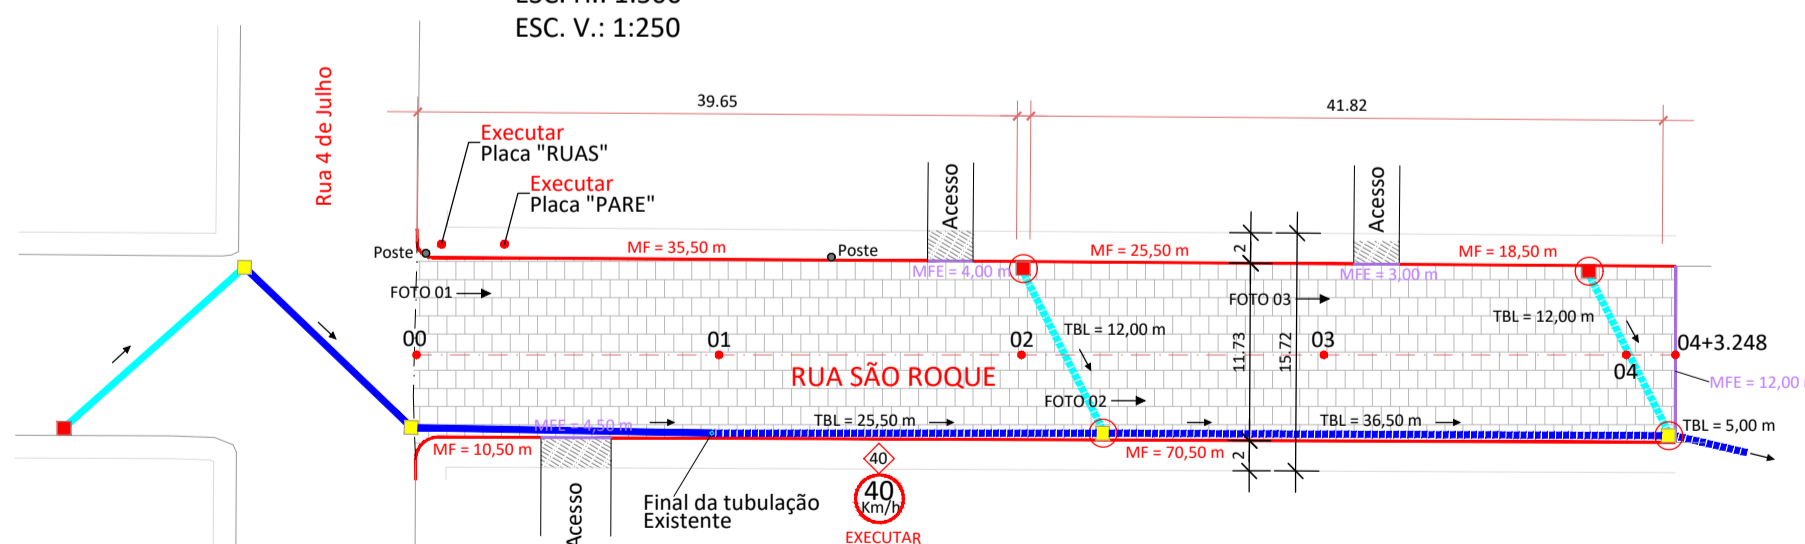 ESC. V.: 1:250
Rua 4 de Julho
39.65
41.82
Executar
Placa "RUAS"
Executar
Placa "PARE"
Acesso
Acesso
Poste
MF = 35,50 m
Poste
MFE = 4,00 m
MF = 25,50 m
2
MFE = 3,00 m
MF = 18,50 m
FOTO 01
FOTO 03
TBL = 12,00 m
TBL = 12,00 m
00
01
02
03
04
04+3.248
11.73
15.72
RUA SÃO ROQUE
MFE = 12,00
FOTO 02
MFE = 4,50 m
TBL = 25,50 m
TBL = 36,50 m
TBL = 5,00 m
MF = 10,50 m
MF = 70,50 m
2
40
40
Km/h
EXECUTAR
Final da tubulação
Existente
Acesso